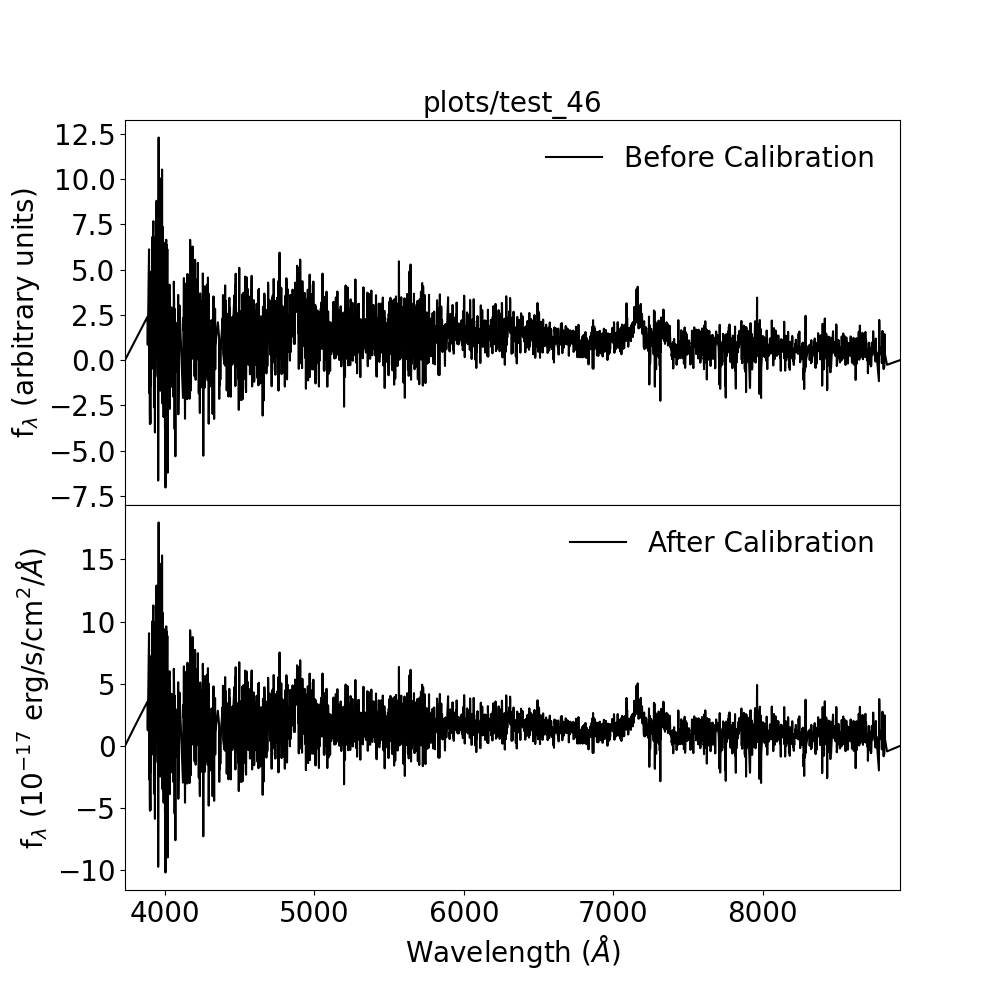 plots/test_46
12.5
10.0
7.5
5.0
2.5
0.0
−2.5
−5.0
−7.5
f_λ (arbitrary units)
Before Calibration
15
10
5
0
−5
−10
f_λ (10^−17 erg/s/cm^2/Å)
After Calibration
4000 5000 6000 7000 8000
Wavelength (Å)